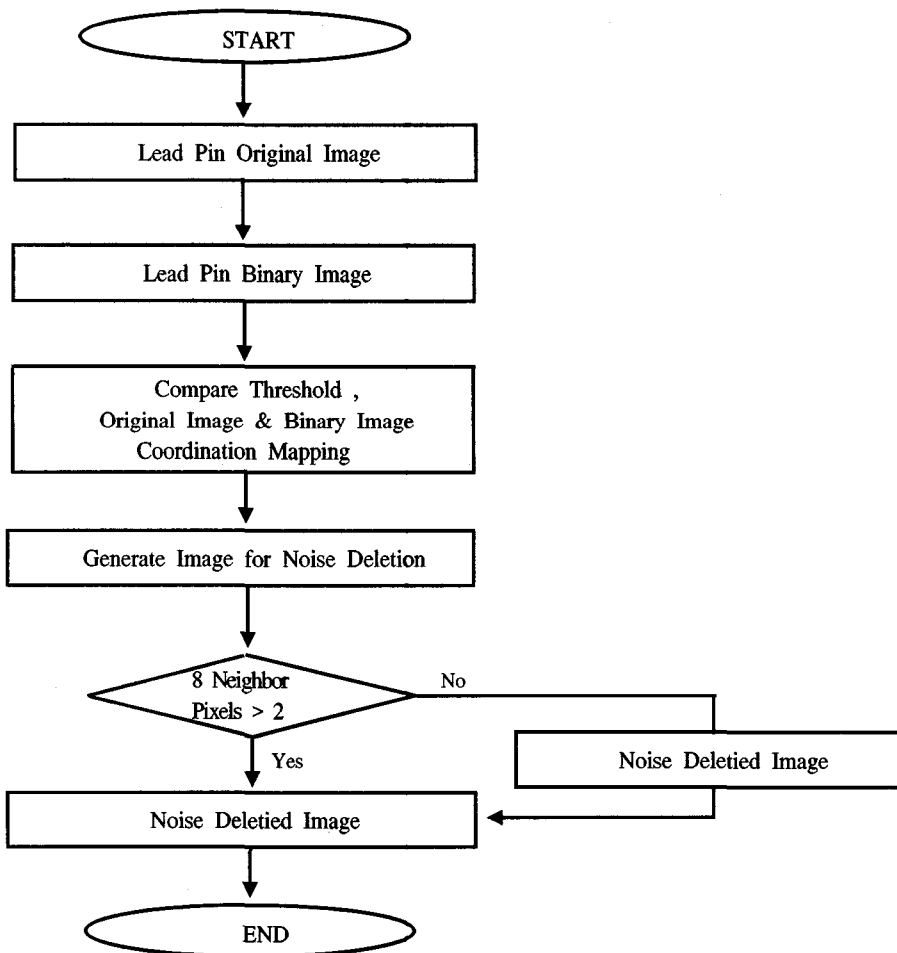 START
Lead Pin Original Image
Lead Pin Binary Image
Compare Threshold ,
Original Image & Binary Image
Coordination Mapping
Generate Image for Noise Deletion
8 Neighbor
Pixels > 2
No
Yes
Noise Deletied Image
Noise Deletied Image
END